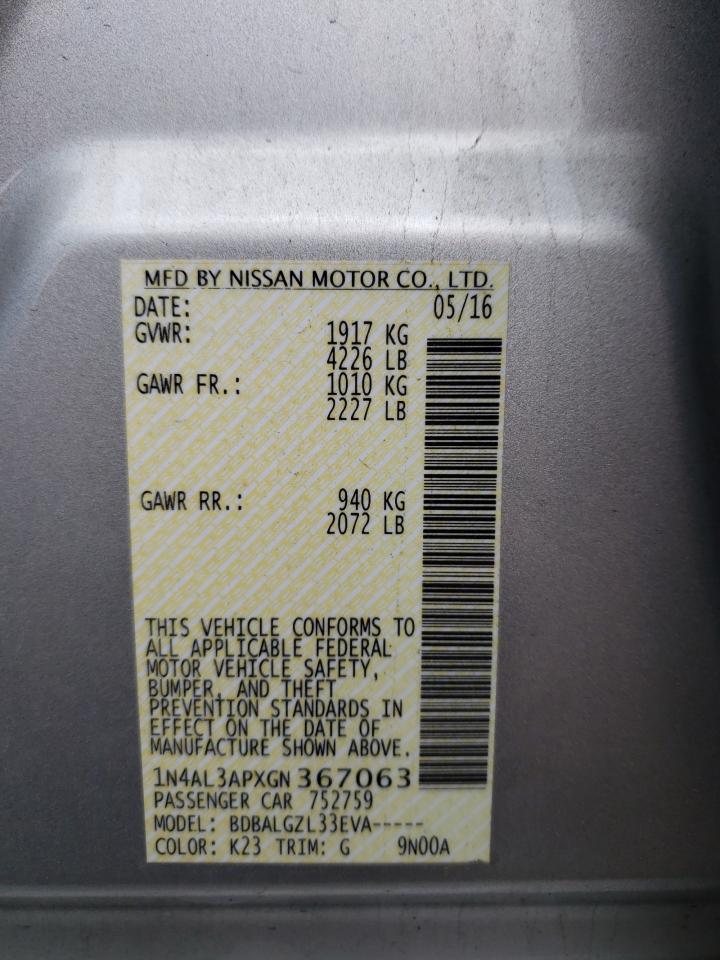 MFD BY NISSAN MOTOR CO., LTD.
DATE: 05/16
GVWR: 1917 KG
4226 LB
GAWR FR.: 1010 KG
2227 LB
GAWR RR.: 940 KG
2072 LB
THIS VEHICLE CONFORMS TO
ALL APPLICABLE FEDERAL
MOTOR VEHICLE SAFETY,
BUMPER, AND THEFT
PREVENTION STANDARDS IN
EFFECT ON THE DATE OF
MANUFACTURE SHOWN ABOVE.
1N4AL3APXGN367063
PASSENGER CAR 752759
MODEL: BDBALGZL33EVA-----
COLOR: K23 TRIM: G 9N00A